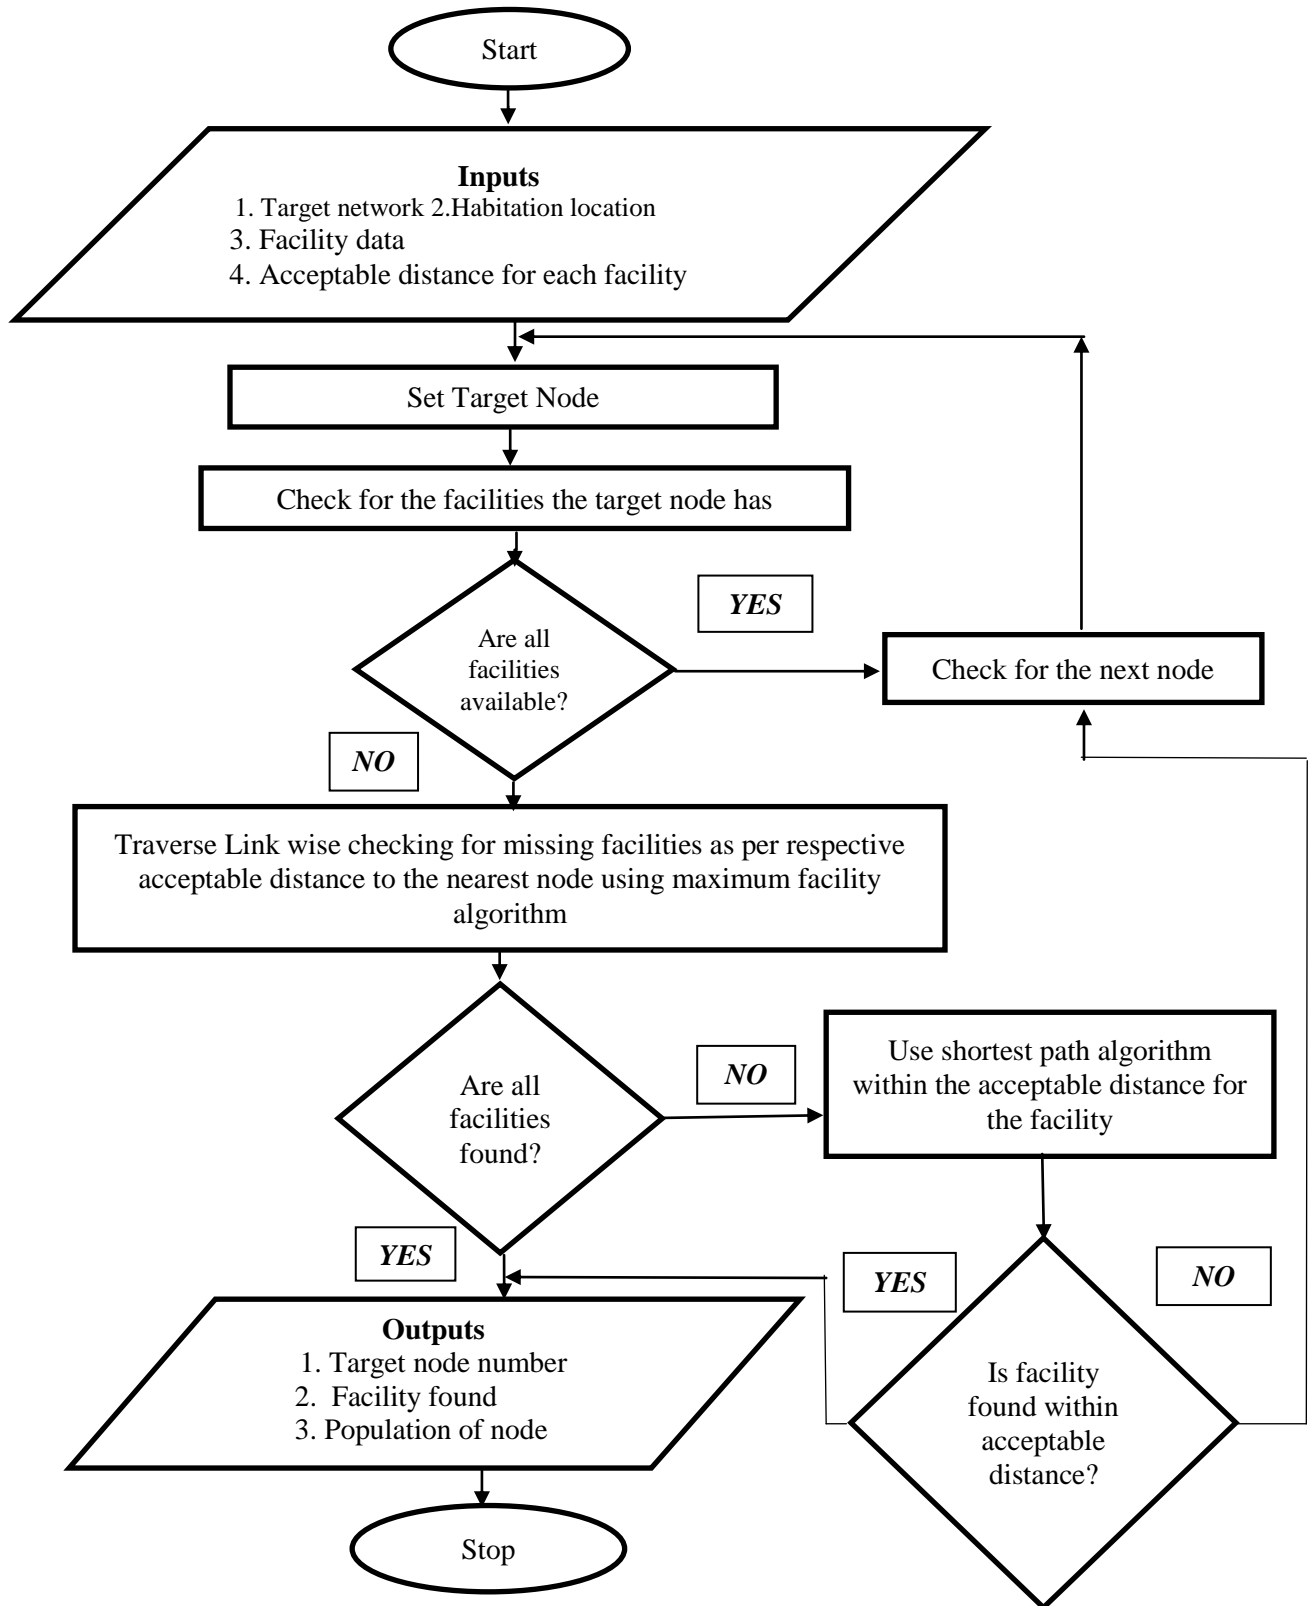 Start
Inputs
1. Target network 2.Habitation location
3. Facility data
4. Acceptable distance for each facility
Set Target Node
Check for the facilities the target node has
YES
Are all
facilities
available?
Check for the next node
NO
Traverse Link wise checking for missing facilities as per respective
acceptable distance to the nearest node using maximum facility
algorithm
Are all
facilities
found?
NO
Use shortest path algorithm
within the acceptable distance for
the facility
YES
YES
NO
Outputs
1. Target node number
2. Facility found
3. Population of node
Is facility
found within
acceptable
distance?
Stop